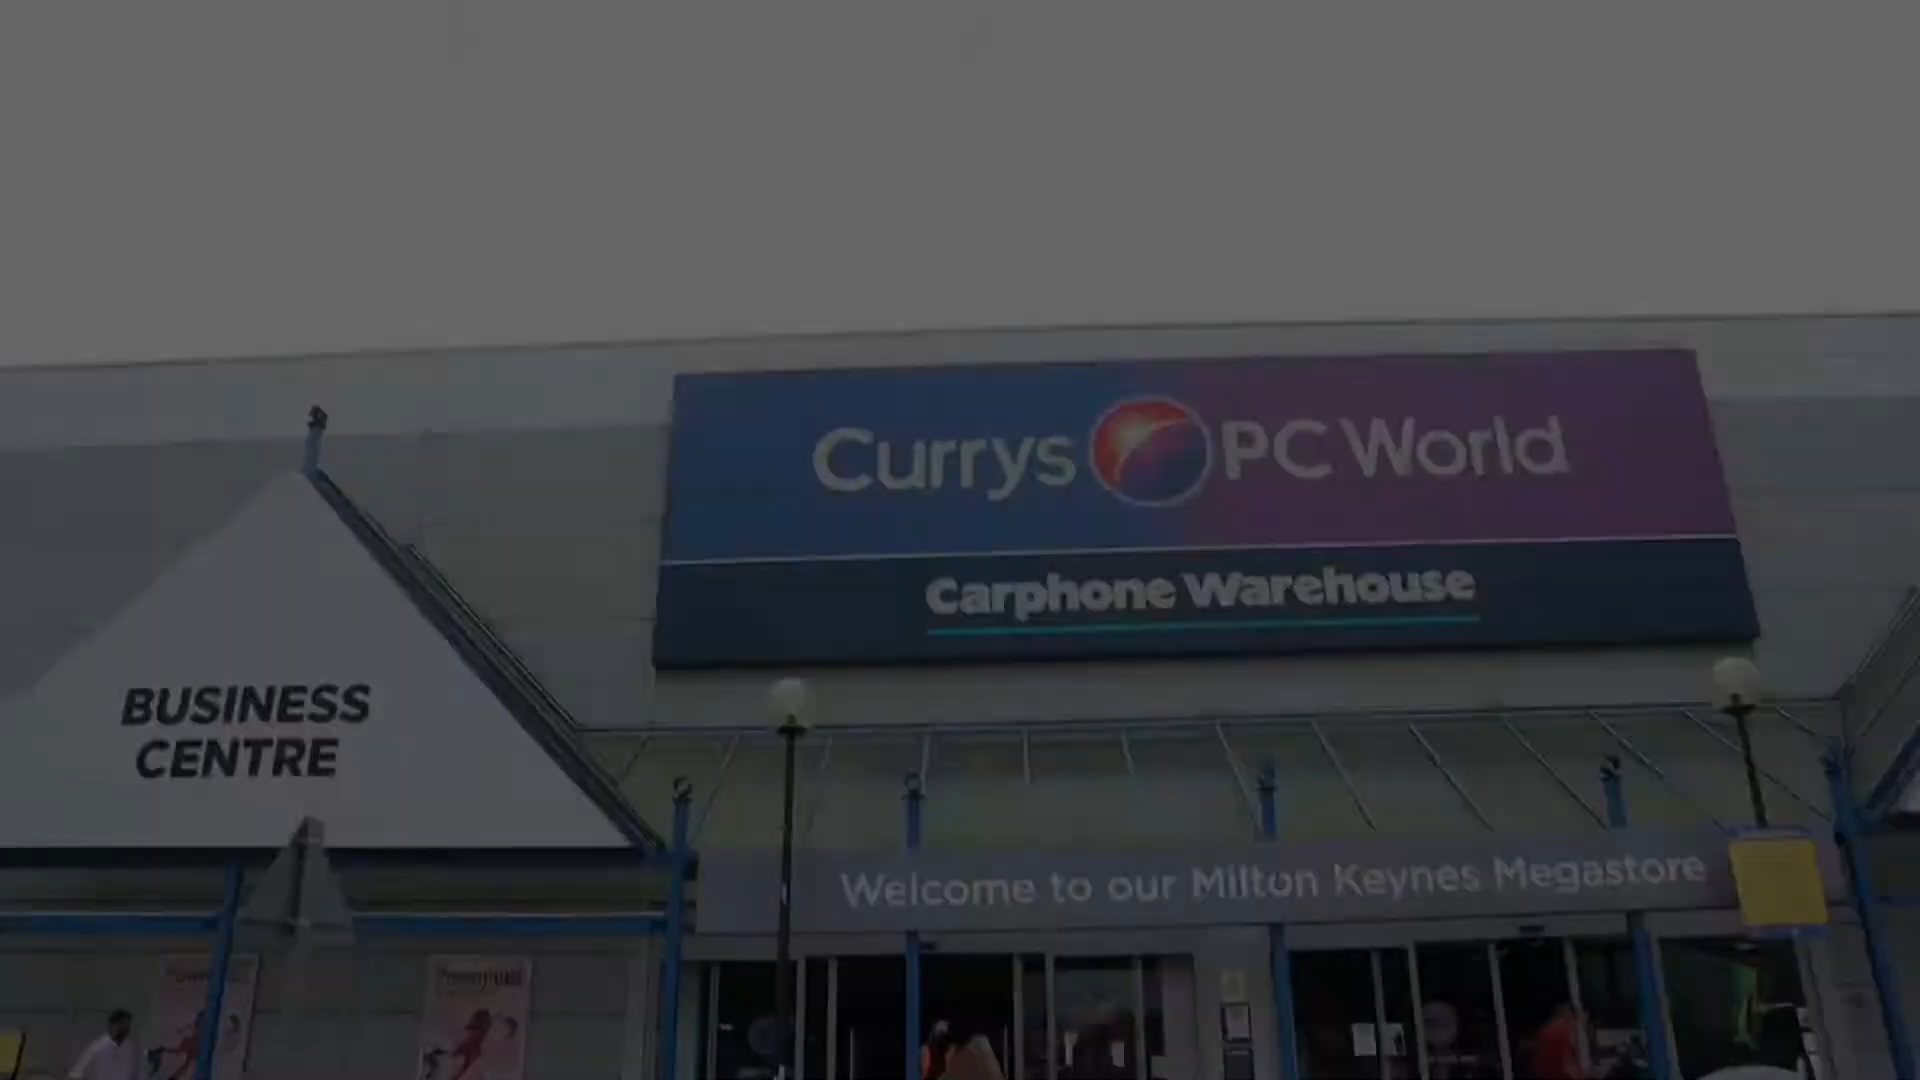 Currys PC World
Carphone Warehouse
BUSINESS
CENTRE
Welcome to our Milton Keynes Megastore